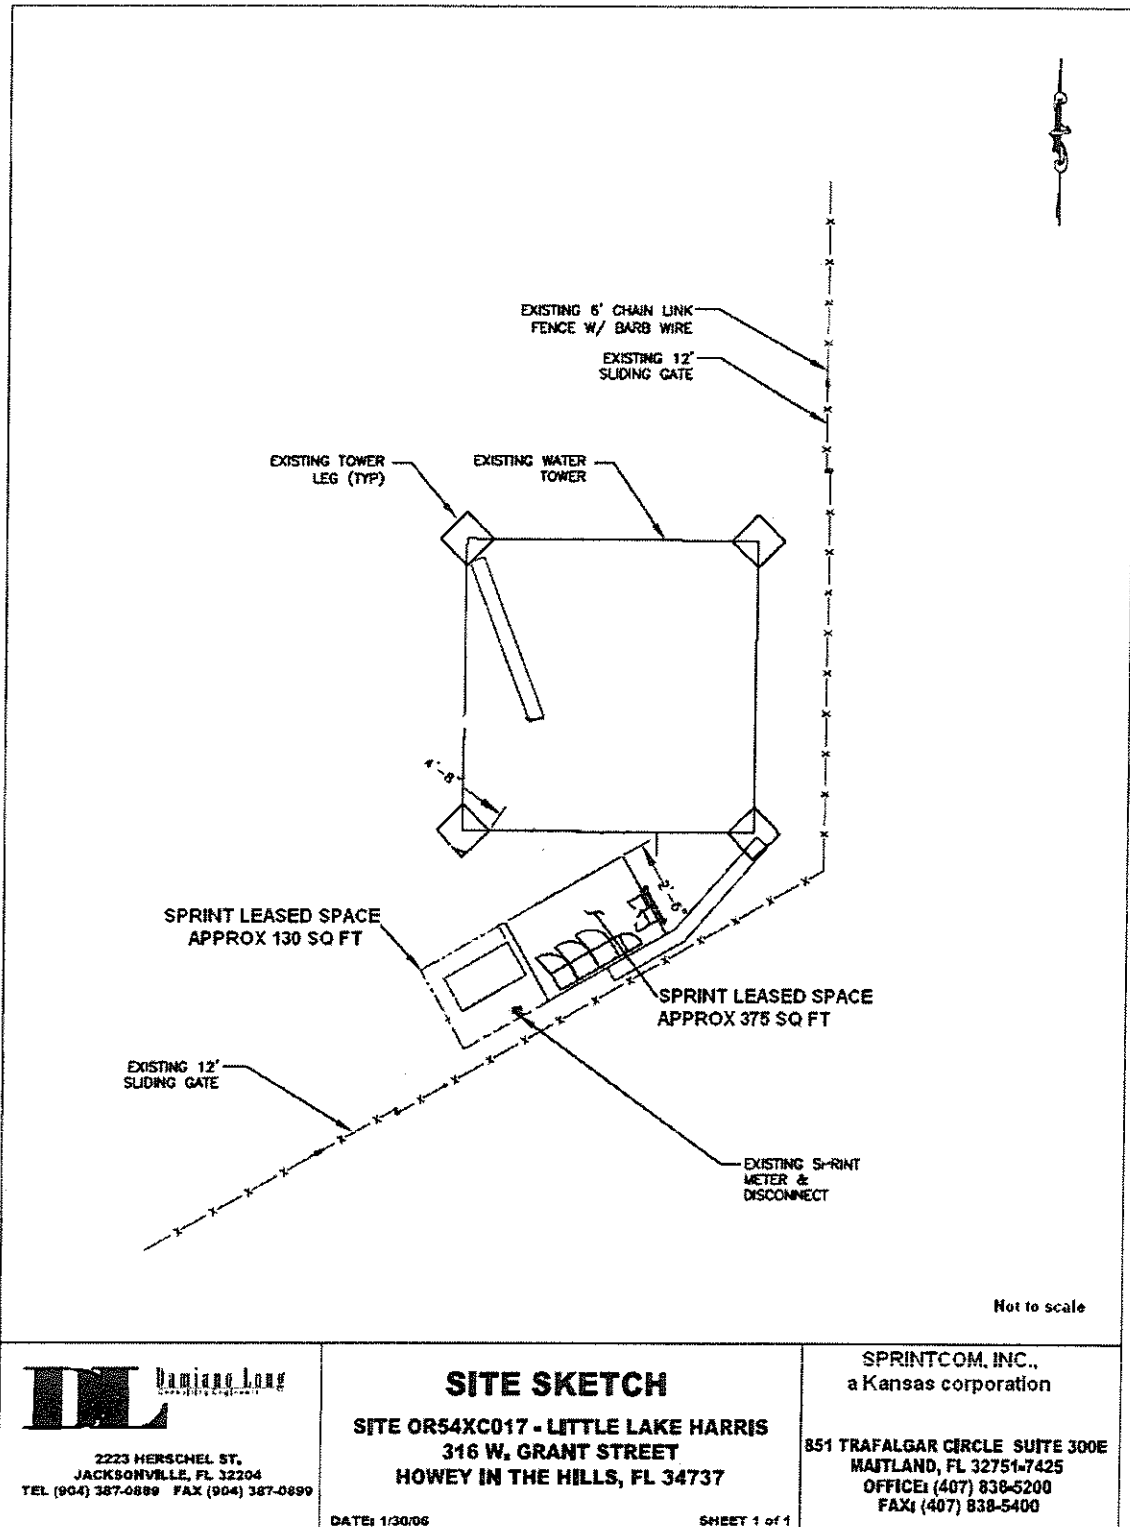 EXISTING 6' CHAIN LINK
FENCE W/ BARB WIRE
EXISTING 12'
SLIDING GATE
EXISTING TOWER
LEG (TYP)
EXISTING WATER
TOWER
4'-8"
2'-6"
SPRINT LEASED SPACE
APPROX 130 SQ FT
SPRINT LEASED SPACE
APPROX 375 SQ FT
EXISTING 12'
SLIDING GATE
EXISTING SPRINT
METER &
DISCONNECT
Not to scale
Damiano Long
2223 HERSCHEL ST.
JACKSONVILLE, FL 32204
TEL (904) 387-0889 FAX (904) 387-0899
SITE SKETCH
SITE OR54XC017 - LITTLE LAKE HARRIS
316 W. GRANT STREET
HOWEY IN THE HILLS, FL 34737
DATE: 1/30/06 SHEET 1 of 1
SPRINTCOM, INC.,
a Kansas corporation
851 TRAFALGAR CIRCLE SUITE 300E
MAITLAND, FL 32751-7425
OFFICE: (407) 838-5200
FAX: (407) 838-5400